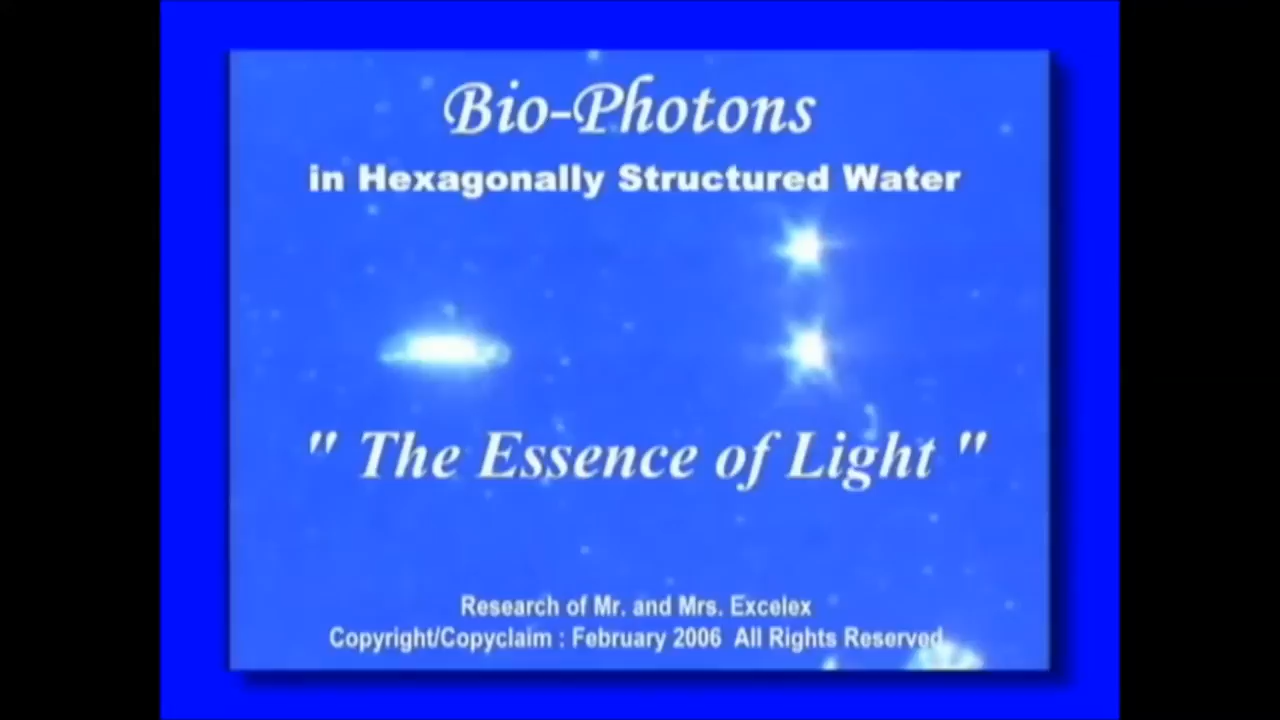 Bio-Photons
in Hexagonally Structured Water
" The Essence of Light "
Research of Mr. and Mrs. Excelex
Copyright/Copyclaim : February 2006 All Rights Reserved